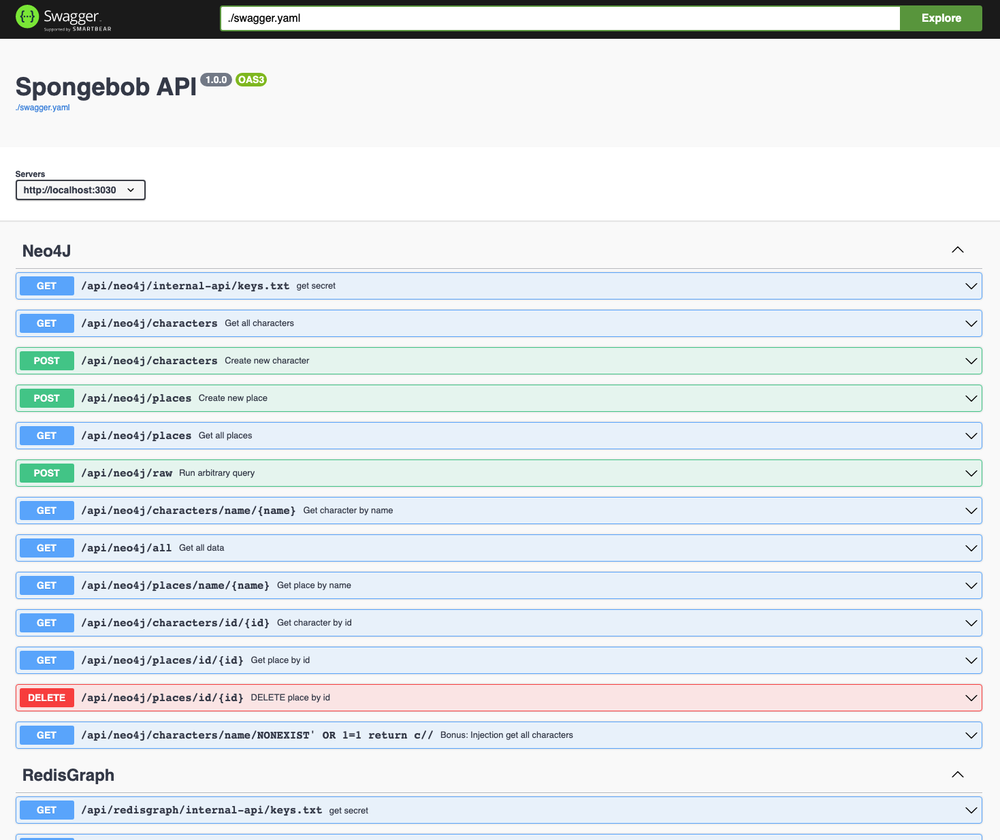 Swagger
Supported by SMARTBEAR
./swagger.yaml
Explore
Spongebob API 1.0.0 OAS3
./swagger.yaml
Servers
http://localhost:3030
Neo4J
GET /api/neo4j/internal-api/keys.txt get secret
GET /api/neo4j/characters Get all characters
POST /api/neo4j/characters Create new character
POST /api/neo4j/places Create new place
GET /api/neo4j/places Get all places
POST /api/neo4j/raw Run arbitrary query
GET /api/neo4j/characters/name/{name} Get character by name
GET /api/neo4j/all Get all data
GET /api/neo4j/places/name/{name} Get place by name
GET /api/neo4j/characters/id/{id} Get character by id
GET /api/neo4j/places/id/{id} Get place by id
DELETE /api/neo4j/places/id/{id} DELETE place by id
GET /api/neo4j/characters/name/NONEXIST' OR 1=1 return c// Bonus: Injection get all characters
RedisGraph
GET /api/redisgraph/internal-api/keys.txt get secret